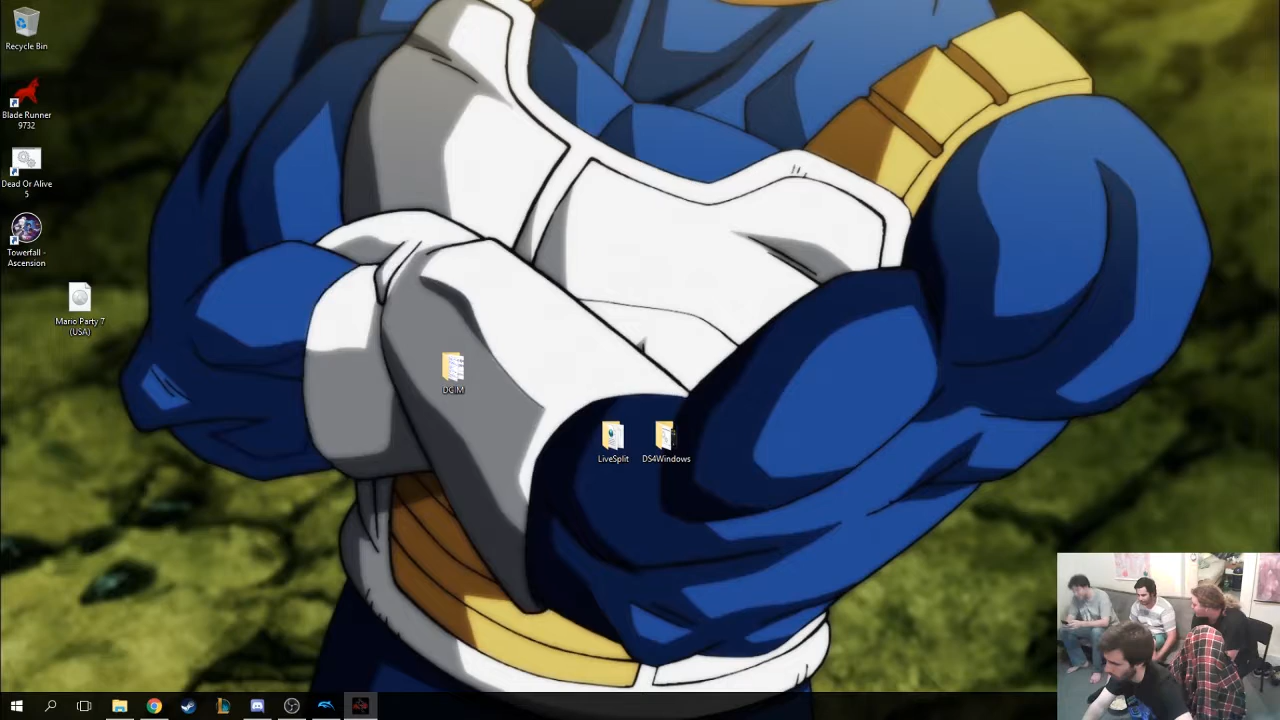 Recycle Bin
Blade Runner
9732
Dead Or Alive
5
Towerfall -
Ascension
Mario Party 7
(USA)
DCIM
LiveSplit
DS4Windows